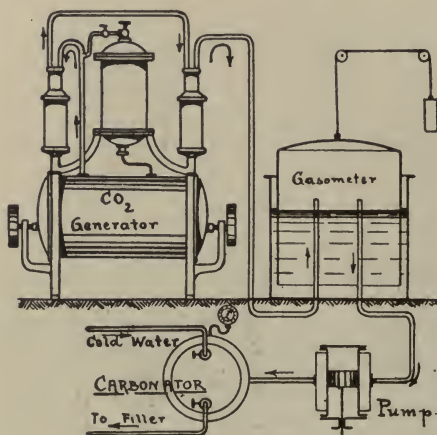 CO2
Generator
Gasometer
Cold Water
CARBONATOR
To Filler
Pump.